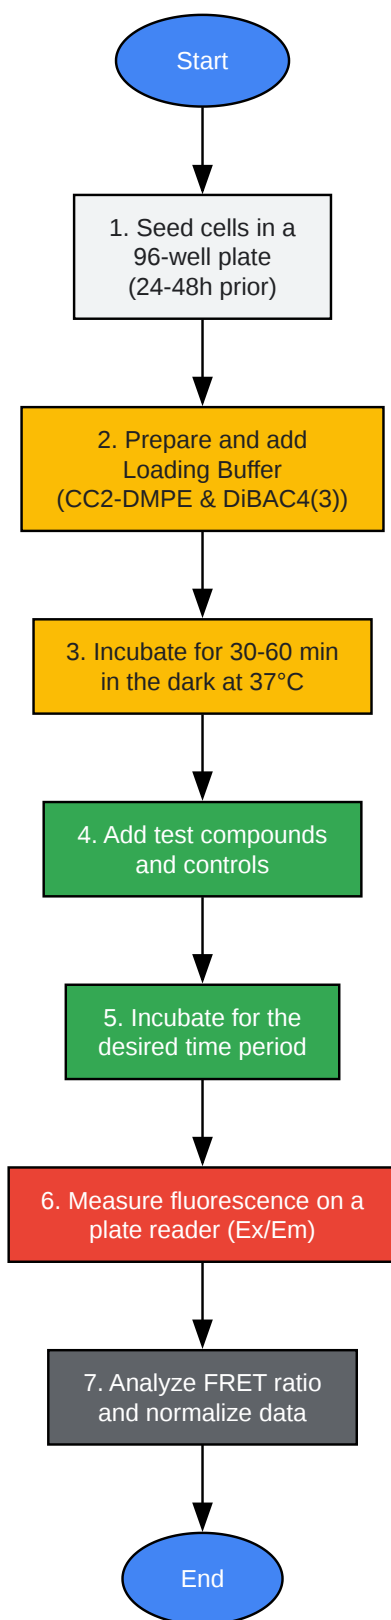 Start
1. Seed cells in a
96-well plate
(24-48h prior)
2. Prepare and add
Loading Buffer
(CC2-DMPE & DiBAC4(3))
3. Incubate for 30-60 min
in the dark at 37°C
4. Add test compounds
and controls
5. Incubate for the
desired time period
6. Measure fluorescence on a
plate reader (Ex/Em)
7. Analyze FRET ratio
and normalize data
End